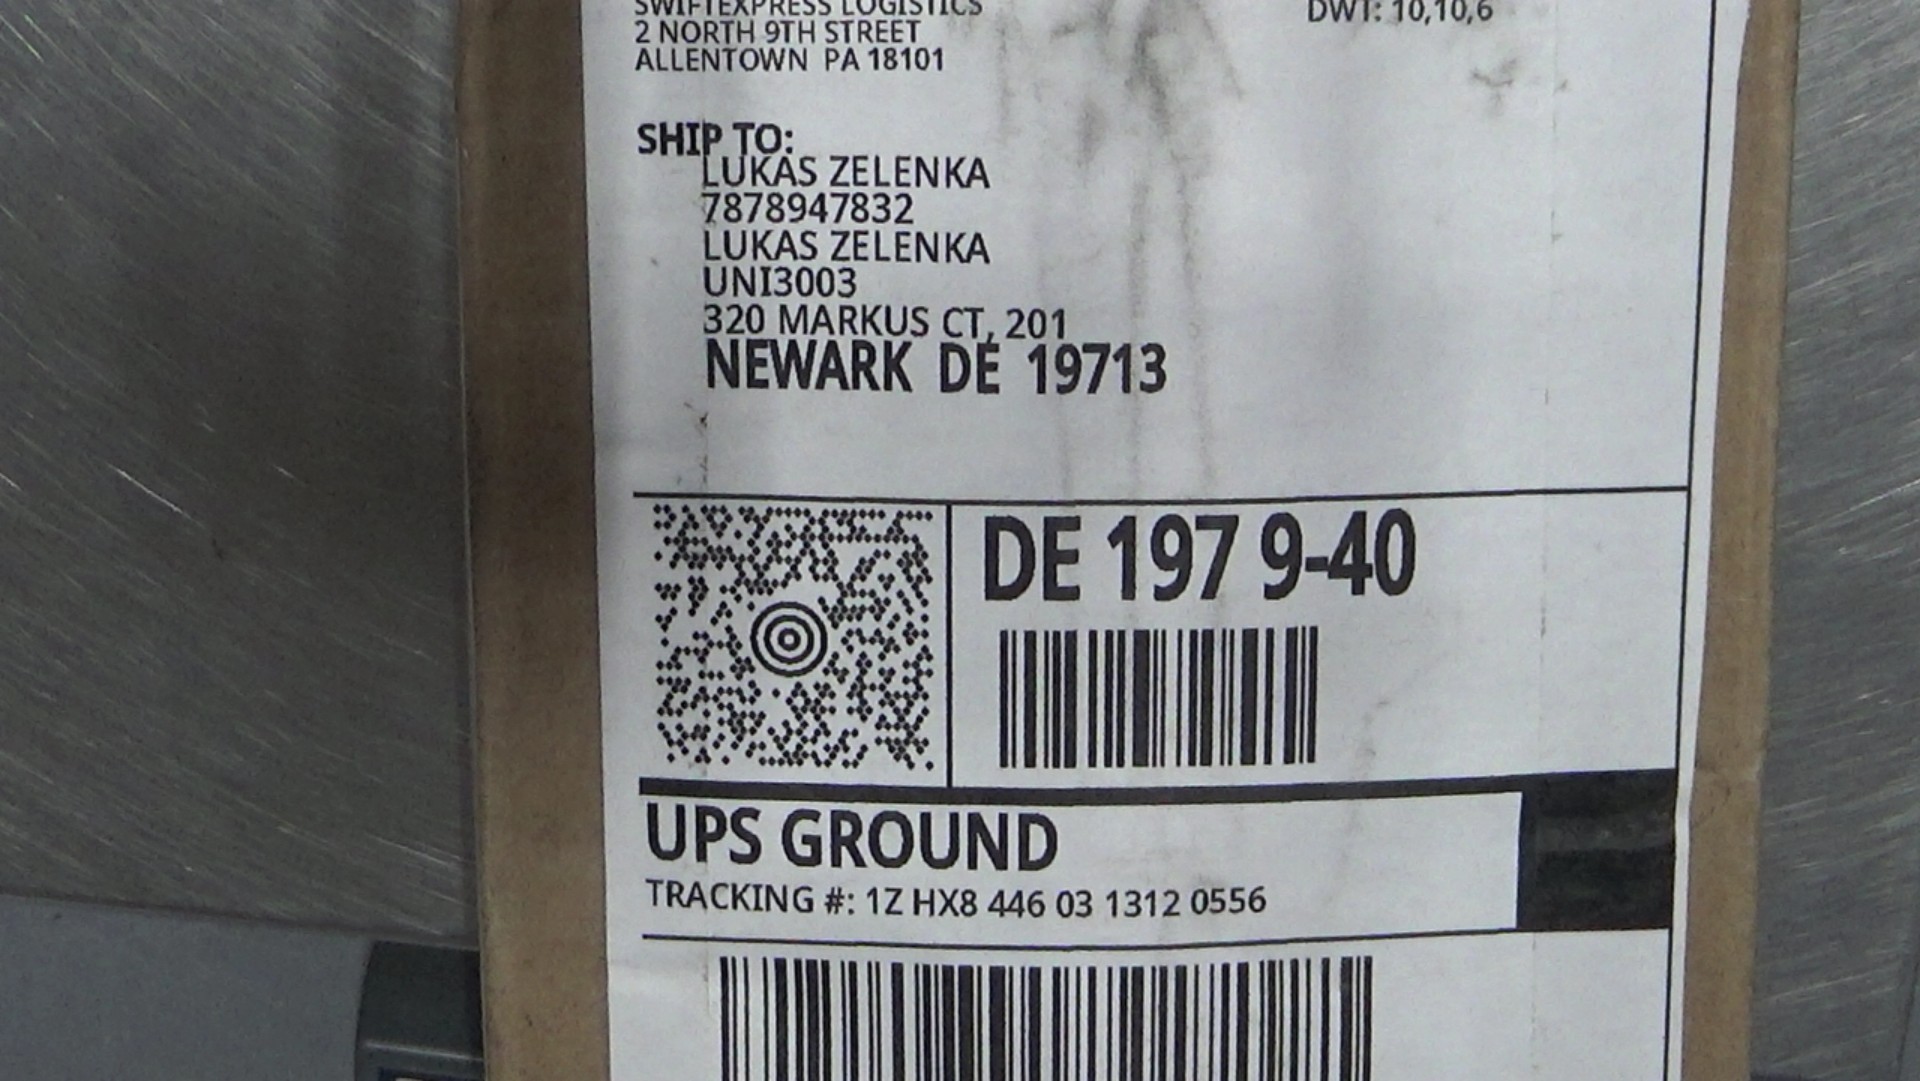 SWIFTEXPRESS LOGISTICS
2 NORTH 9TH STREET
ALLENTOWN PA 18101
DWT: 10,10,6
SHIP TO:
LUKAS ZELENKA
7878947832
LUKAS ZELENKA
UNI3003
320 MARKUS CT, 201
NEWARK DE 19713
DE 197 9-40
UPS GROUND
TRACKING #: 1Z HX8 446 03 1312 0556